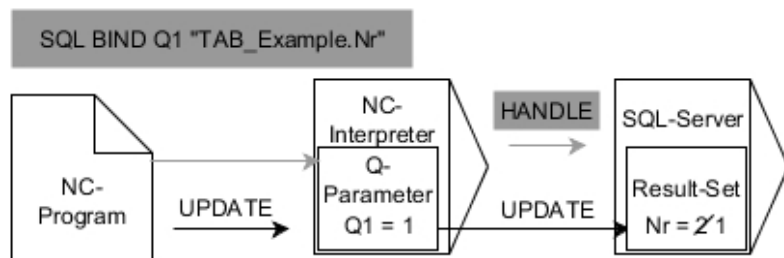 SQL BIND Q1 "TAB_Example.Nr"
NC-
Program
UPDATE
NC-
Interpreter
Q-
Parameter
Q1 = 1
HANDLE
UPDATE
SQL-Server
Result-Set
Nr = 2 1